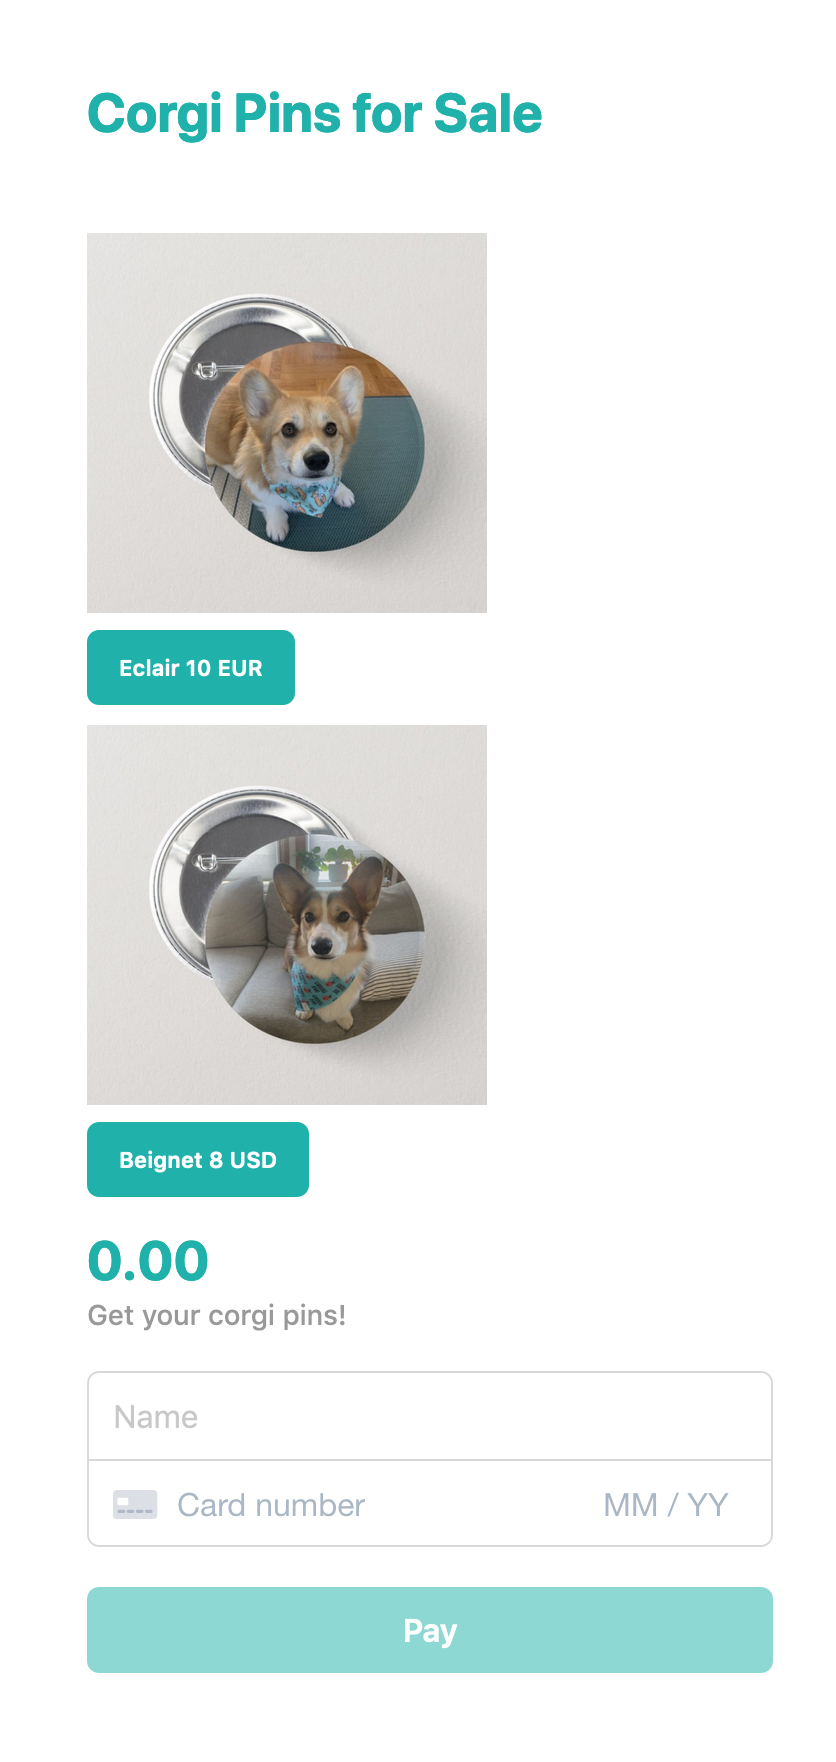 Corgi Pins for Sale
Eclair 10 EUR
Beignet 8 USD
0.00
Get your corgi pins!
Name
Card number MM / YY
Pay